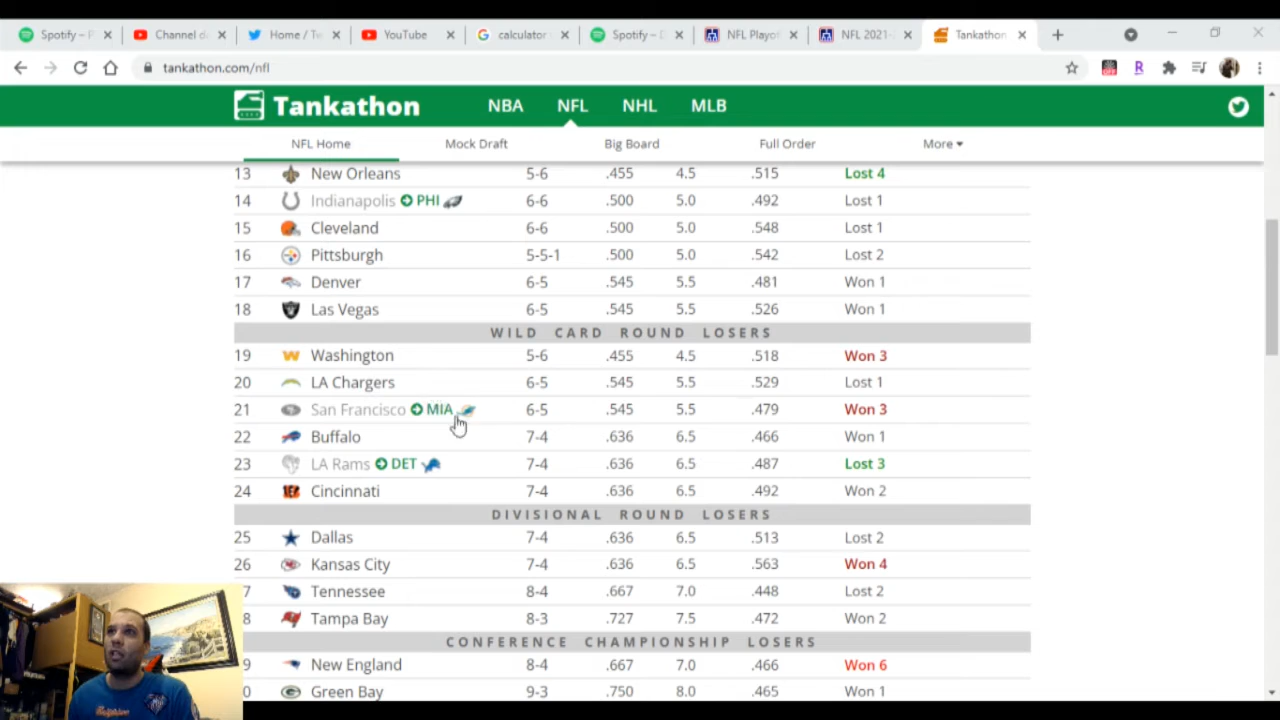 Spotify – P
Channel da
Home / Tw
YouTube
calculator
Spotify – D
NFL Playof
NFL 2021-
Tankathon
tankathon.com/nfl
R
Tankathon
NBA
NFL
NHL
MLB
NFL Home
Mock Draft
Big Board
Full Order
More
13 New Orleans 5-6 .455 4.5 .515 Lost 4
14 Indianapolis PHI 6-6 .500 5.0 .492 Lost 1
15 Cleveland 6-6 .500 5.0 .548 Lost 1
16 Pittsburgh 5-5-1 .500 5.0 .542 Lost 2
17 Denver 6-5 .545 5.5 .481 Won 1
18 Las Vegas 6-5 .545 5.5 .526 Won 1
WILD CARD ROUND LOSERS
19 Washington 5-6 .455 4.5 .518 Won 3
20 LA Chargers 6-5 .545 5.5 .529 Lost 1
21 San Francisco MIA 6-5 .545 5.5 .479 Won 3
22 Buffalo 7-4 .636 6.5 .466 Won 1
23 LA Rams DET 7-4 .636 6.5 .487 Lost 3
24 Cincinnati 7-4 .636 6.5 .492 Won 2
DIVISIONAL ROUND LOSERS
25 Dallas 7-4 .636 6.5 .513 Lost 2
26 Kansas City 7-4 .636 6.5 .563 Won 4
7 Tennessee 8-4 .667 7.0 .448 Lost 2
8 Tampa Bay 8-3 .727 7.5 .472 Won 2
CONFERENCE CHAMPIONSHIP LOSERS
9 New England 8-4 .667 7.0 .466 Won 6
0 Green Bay 9-3 .750 8.0 .465 Won 1